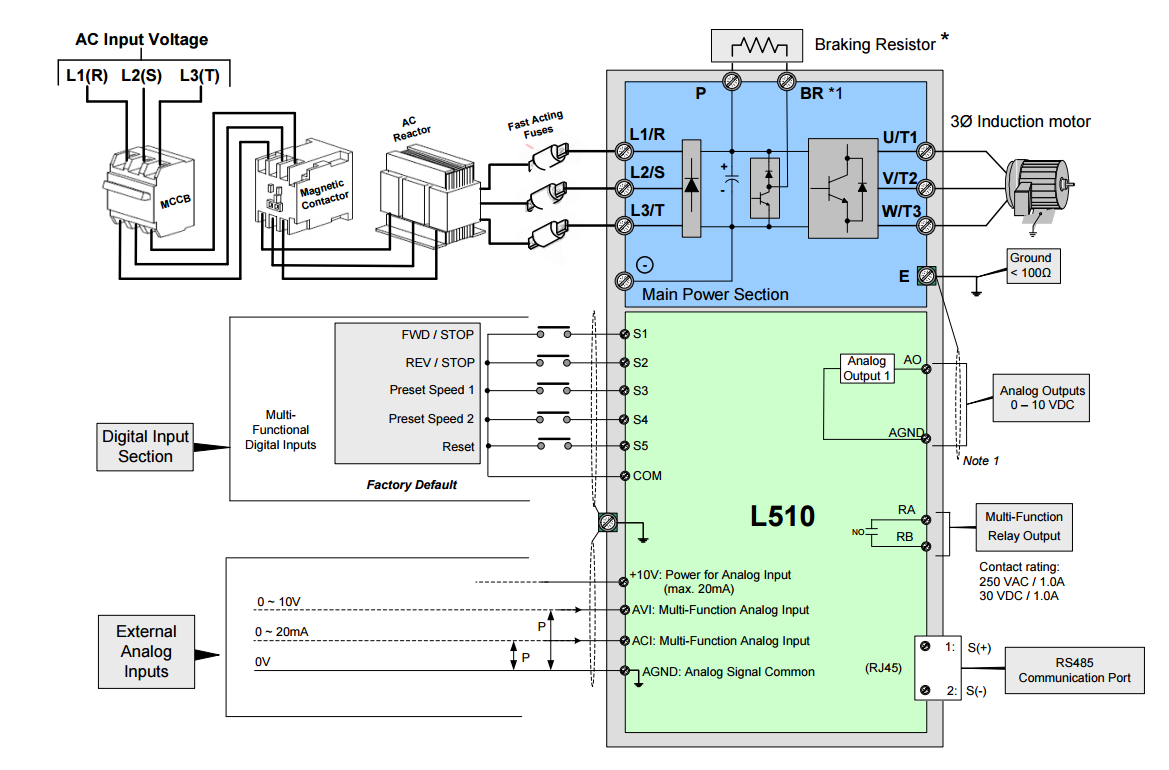 AC Input Voltage
L1(R) L2(S) L3(T)
MCCB
Magnetic
Contactor
AC
Reactor
Fast Acting
Fuses
Braking Resistor *
P
BR *1
L1/R
L2/S
L3/T
+
-
-
U/T1
V/T2
W/T3
3Ø Induction motor
E
Ground
< 100Ω
Main Power Section
Digital Input
Section
Multi-
Functional
Digital Inputs
FWD / STOP
REV / STOP
Preset Speed 1
Preset Speed 2
Reset
Factory Default
S1
S2
S3
S4
S5
COM
Analog
Output 1
AO
AGND
Analog Outputs
0 – 10 VDC
Note 1
L510
RA
NO
RB
Multi-Function
Relay Output
Contact rating:
250 VAC / 1.0A
30 VDC / 1.0A
External
Analog
Inputs
0 ~ 10V
0 ~ 20mA
0V
P
P
+10V: Power for Analog Input
(max. 20mA)
AVI: Multi-Function Analog Input
ACI: Multi-Function Analog Input
AGND: Analog Signal Common
(RJ45)
1: S(+)
2: S(-)
RS485
Communication Port